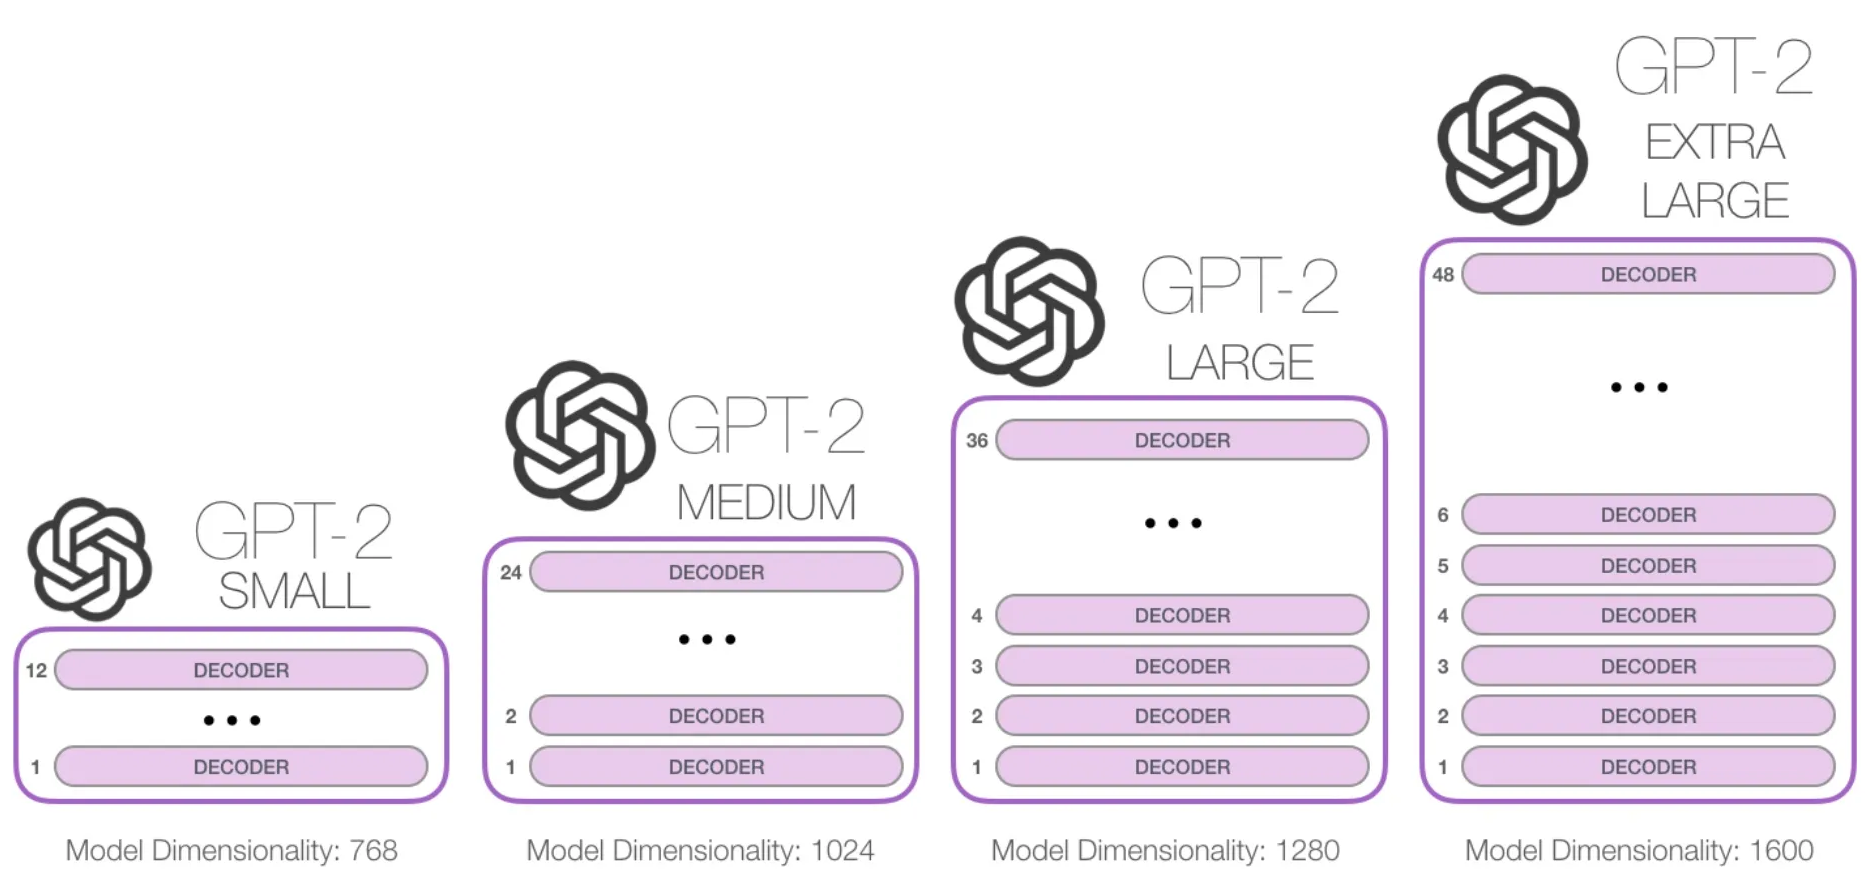 GPT-2
SMALL
12 DECODER
...
1 DECODER
Model Dimensionality: 768
GPT-2
MEDIUM
24 DECODER
...
2 DECODER
1 DECODER
Model Dimensionality: 1024
GPT-2
LARGE
36 DECODER
...
4 DECODER
3 DECODER
2 DECODER
1 DECODER
Model Dimensionality: 1280
GPT-2
EXTRA
LARGE
48 DECODER
...
6 DECODER
5 DECODER
4 DECODER
3 DECODER
2 DECODER
1 DECODER
Model Dimensionality: 1600